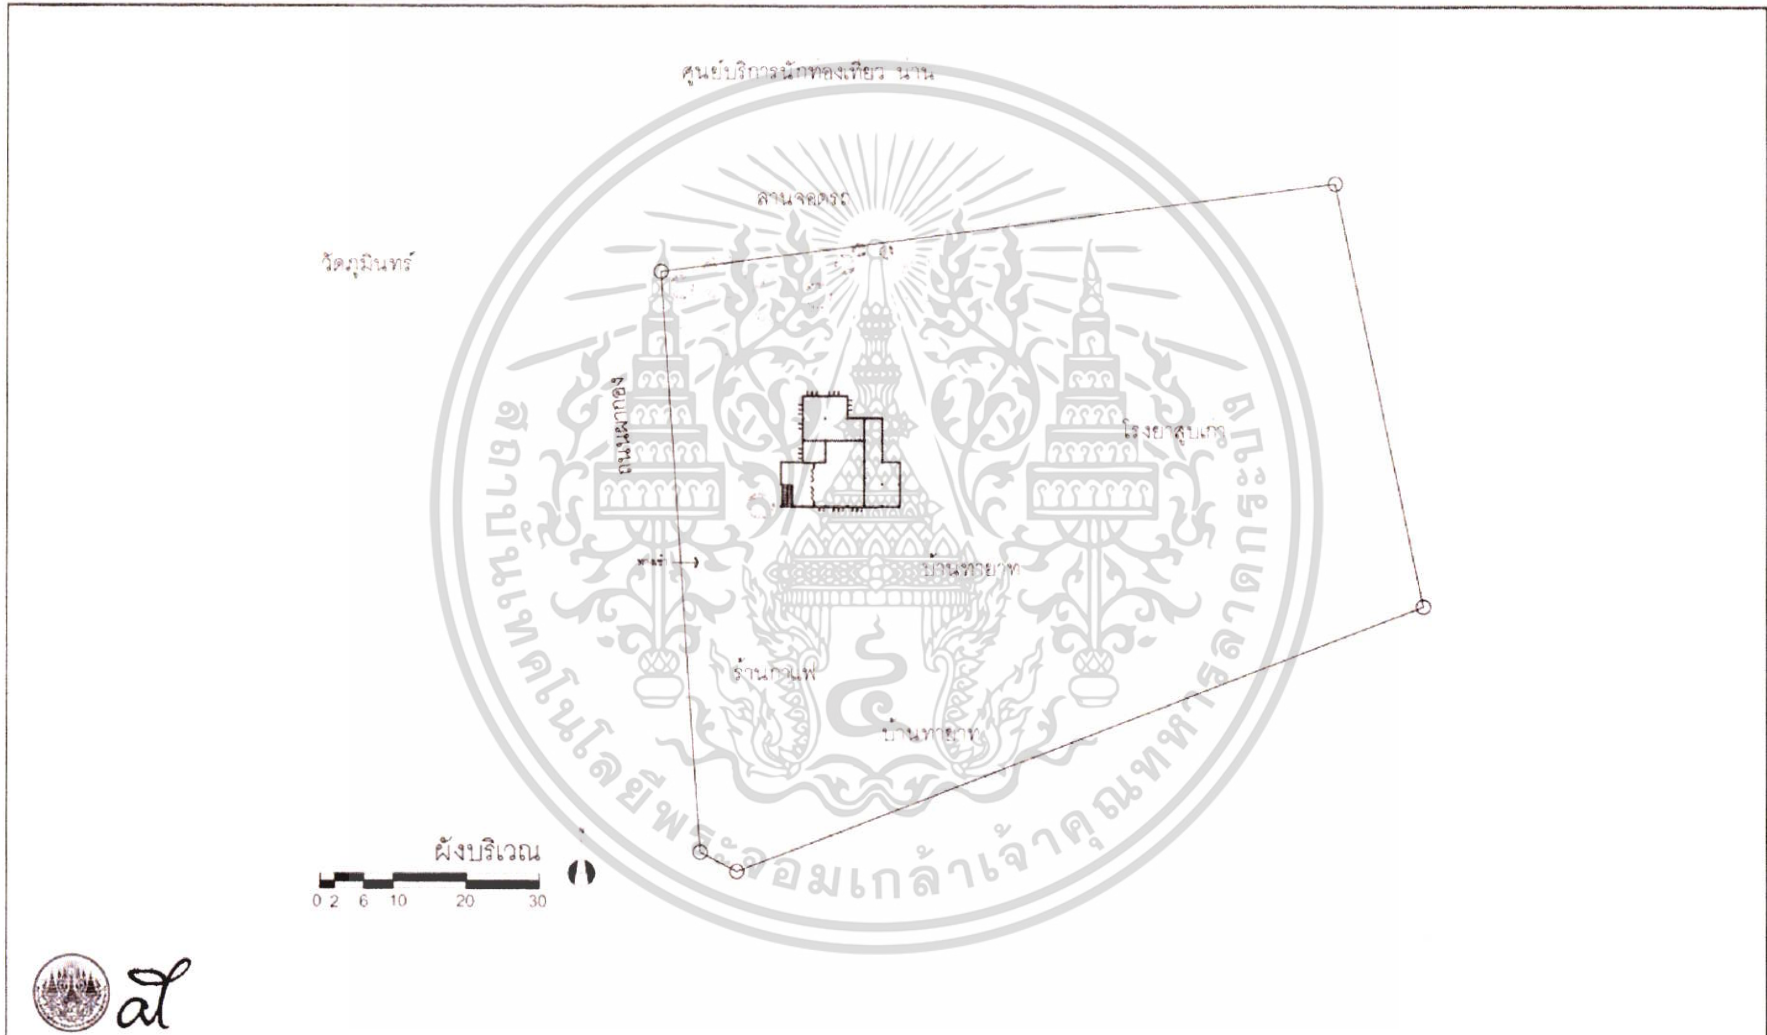 ศูนย์บริการนักท่องเที่ยว น่าน
ลานจอดรถ
วัดภูมินทร์
ถนนผากอง
โรงยาสูบเก่า
ทางเข้า
บ้านทายาท
ร้านกาแฟ
บ้านทายาท
ผังบริเวณ
0 2 6 10 20 30
สถาบันเทคโนโลยีพระจอมเกล้าเจ้าคุณทหารลาดกระบัง